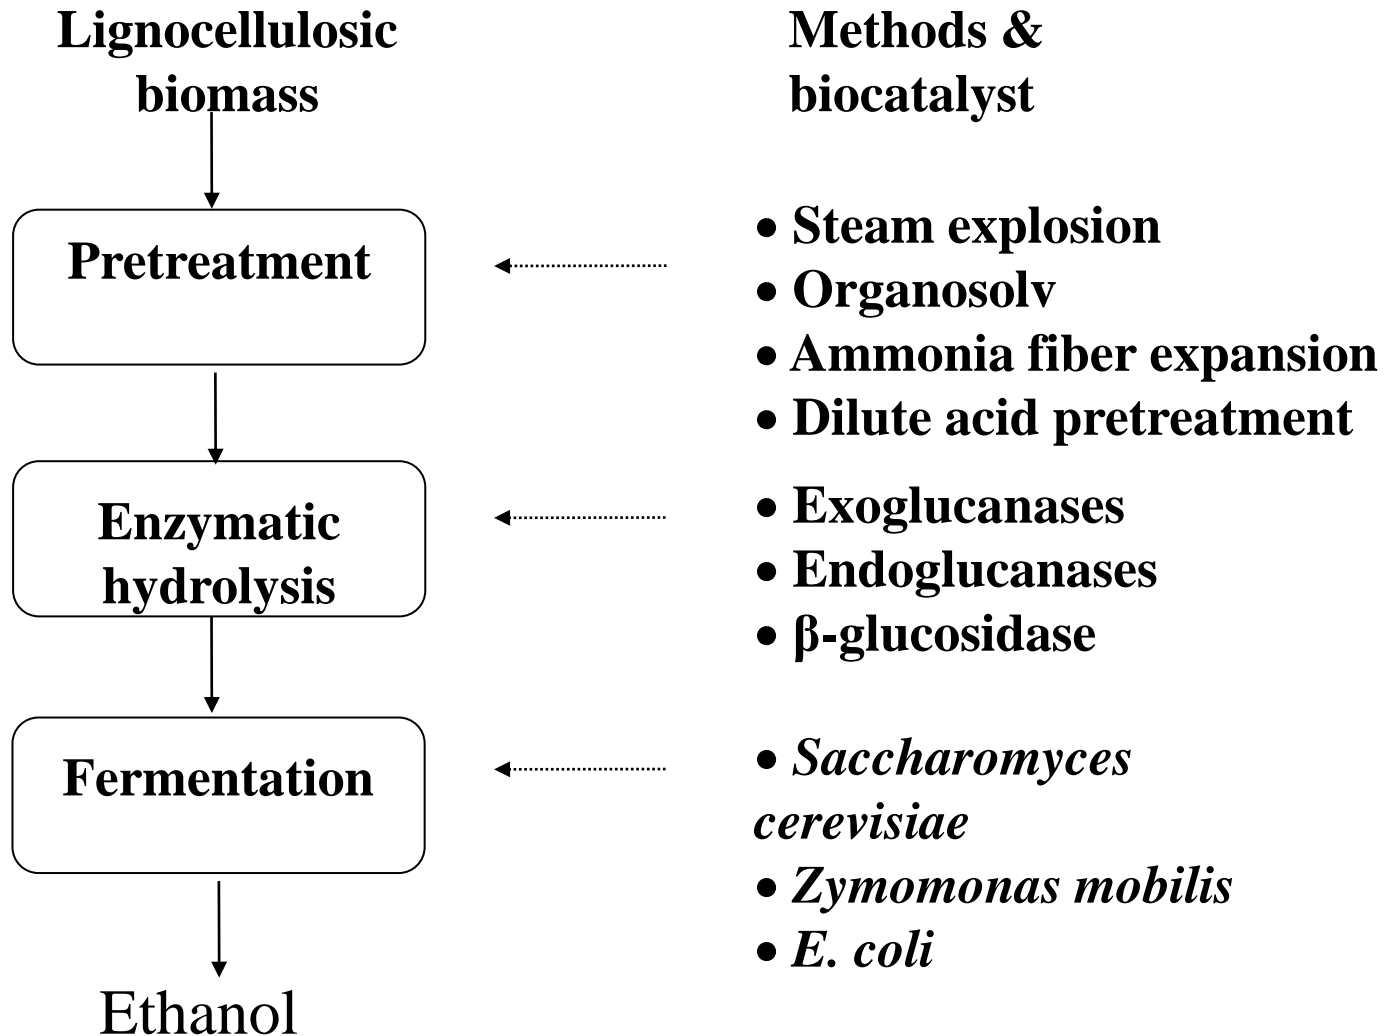 Lignocellulosic
biomass
Methods &
biocatalyst
Pretreatment
• Steam explosion
• Organosolv
• Ammonia fiber expansion
• Dilute acid pretreatment
Enzymatic
hydrolysis
• Exoglucanases
• Endoglucanases
• β-glucosidase
Fermentation
• Saccharomyces
cerevisiae
• Zymomonas mobilis
• E. coli
Ethanol